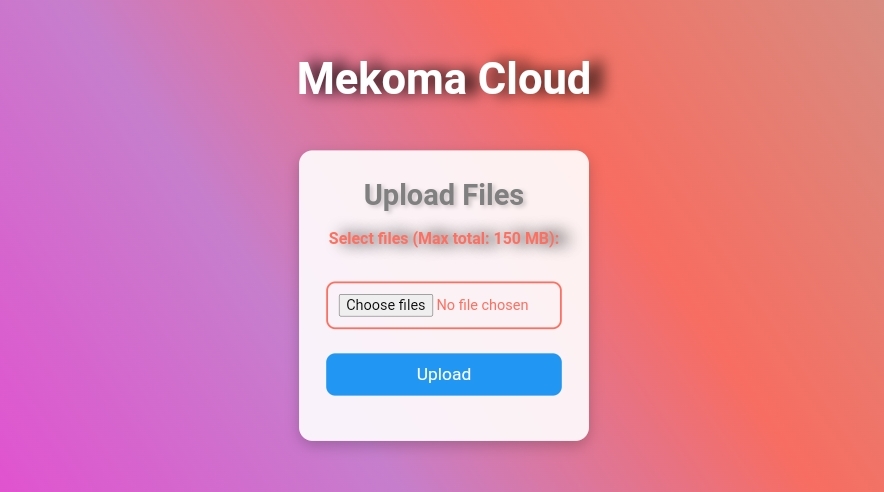 Mekoma Cloud
Upload Files
Select files (Max total: 150 MB):
Choose files No file chosen
Upload